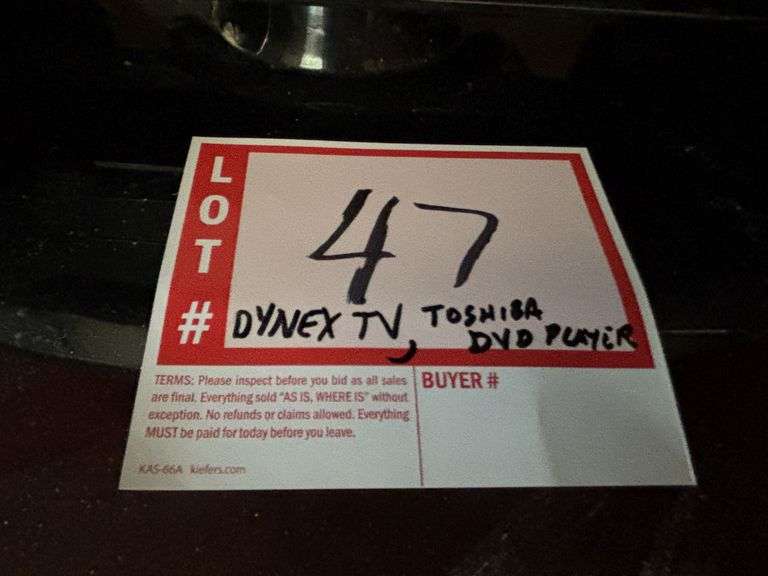 LOT #
47
DYNEX TV, TOSHIBA
DVD PLAYER
TERMS: Please inspect before you bid as all sales
are final. Everything sold "AS IS, WHERE IS" without
exception. No refunds or claims allowed. Everything
MUST be paid for today before you leave.
KAS-66A kiefers.com
BUYER #